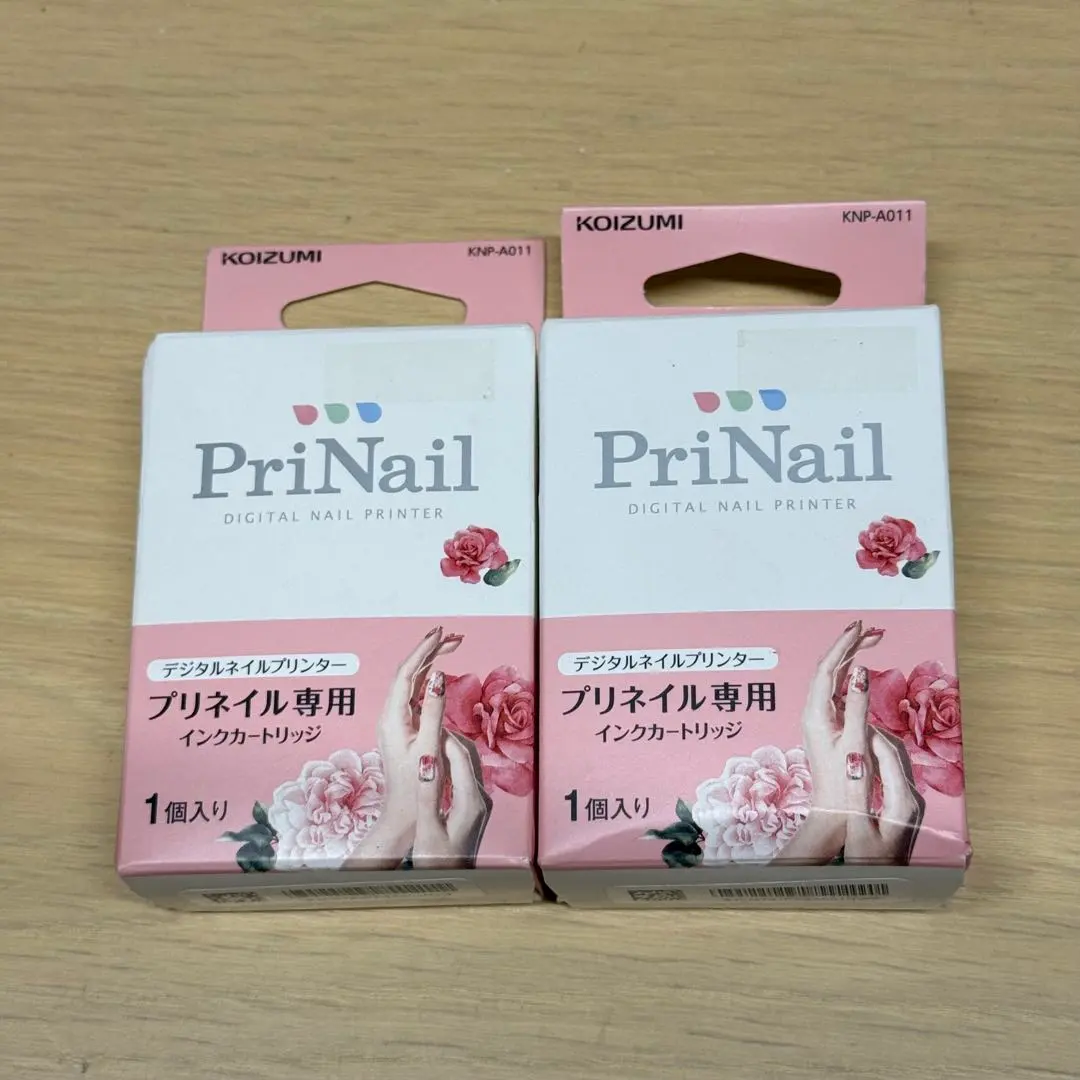 KOIZUMI
KNP-A011
PriNail
DIGITAL NAIL PRINTER
デジタルネイルプリンター
プリネイル専用
インクカートリッジ
1個入り
KOIZUMI
KNP-A011
PriNail
DIGITAL NAIL PRINTER
デジタルネイルプリンター
プリネイル専用
インクカートリッジ
1個入り